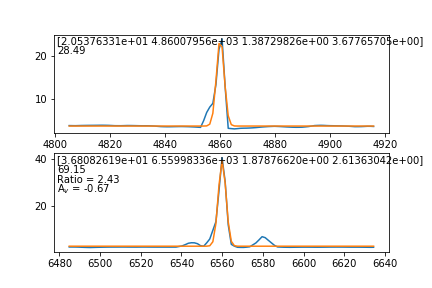 [2.05376331e+01 4.86007956e+03 1.38729826e+00 3.67765705e+00]
28.49
20
10
4800 4820 4840 4860 4880 4900 4920
[3.68082619e+01 6.55998336e+03 1.87876620e+00 2.61363042e+00]
69.15
Ratio = 2.43
Av = -0.67
40
20
6480 6500 6520 6540 6560 6580 6600 6620 6640